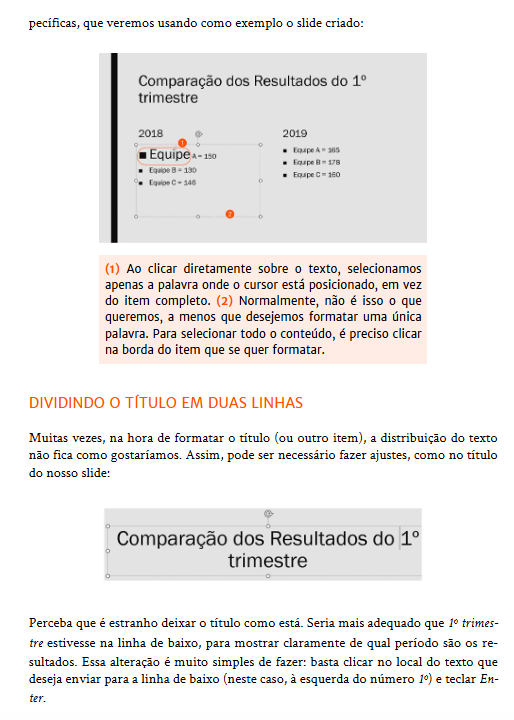 pecíficas, que veremos usando como exemplo o slide criado:
Comparação dos Resultados do 1º
trimestre
2018
2019
1
■ Equipe A = 150
■ Equipe B = 130
■ Equipe C = 146
■ Equipe A = 165
■ Equipe B = 178
■ Equipe C = 160
2
(1) Ao clicar diretamente sobre o texto, selecionamos
apenas a palavra onde o cursor está posicionado, em vez
do item completo. (2) Normalmente, não é isso o que
queremos, a menos que desejemos formatar uma única
palavra. Para selecionar todo o conteúdo, é preciso clicar
na borda do item que se quer formatar.
DIVIDINDO O TÍTULO EM DUAS LINHAS
Muitas vezes, na hora de formatar o título (ou outro item), a distribuição do texto
não fica como gostaríamos. Assim, pode ser necessário fazer ajustes, como no título
do nosso slide:
Comparação dos Resultados do 1º
trimestre
Perceba que é estranho deixar o título como está. Seria mais adequado que 1º trimes-
tre estivesse na linha de baixo, para mostrar claramente de qual período são os re-
sultados. Essa alteração é muito simples de fazer: basta clicar no local do texto que
deseja enviar para a linha de baixo (neste caso, à esquerda do número 1º) e teclar En-
ter.